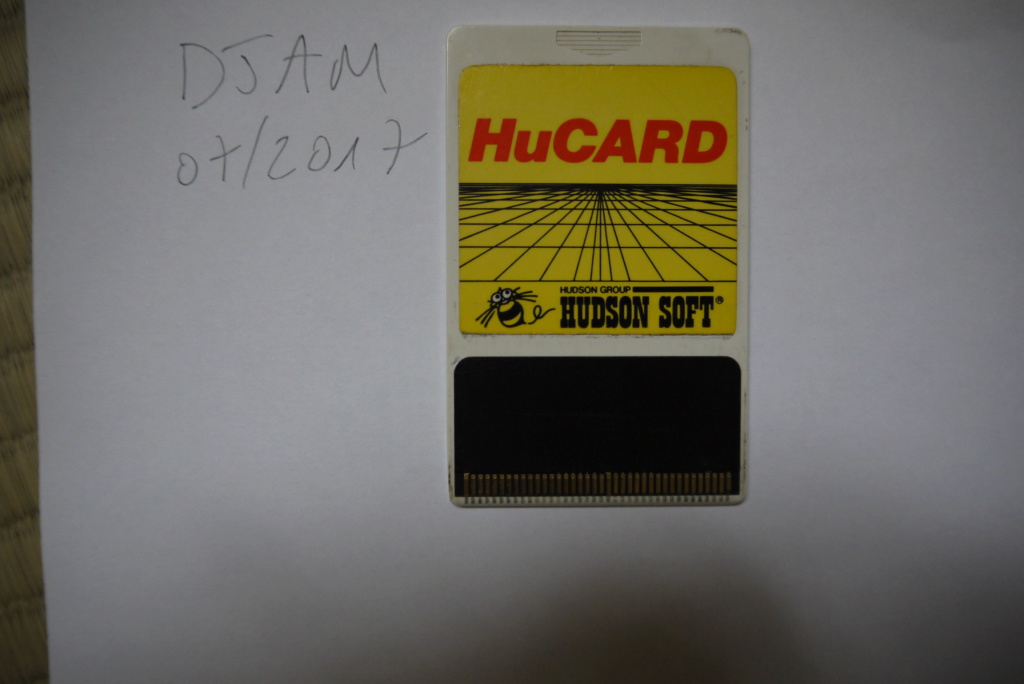 DJAM
07/2017
HuCARD
HUDSON GROUP
HUDSON SOFT®